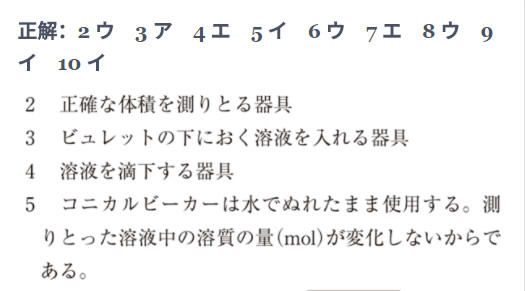 正解：2 ウ　3 ア　4 エ　5 イ　6 ウ　7 エ　8 ウ　9
イ　10 イ
2　正確な体積を測りとる器具
3　ビュレットの下におく溶液を入れる器具
4　溶液を滴下する器具
5　コニカルビーカーは水でぬれたまま使用する。測
りとった溶液中の溶質の量(mol)が変化しないからで
ある。